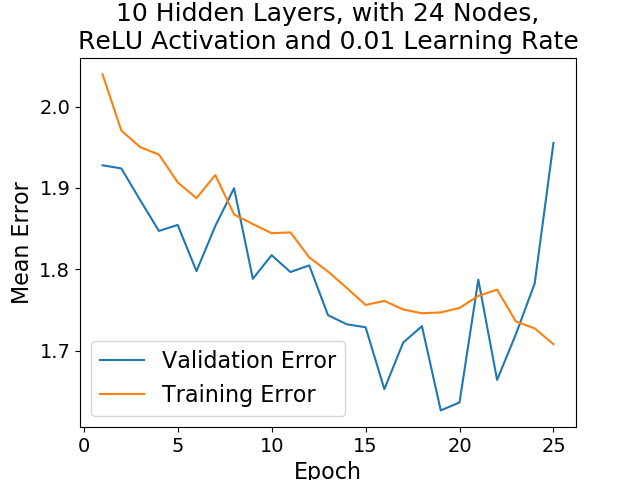 10 Hidden Layers, with 24 Nodes,
ReLU Activation and 0.01 Learning Rate
2.0
1.9
1.8
1.7
Mean Error
Validation Error
Training Error
0 5 10 15 20 25
Epoch